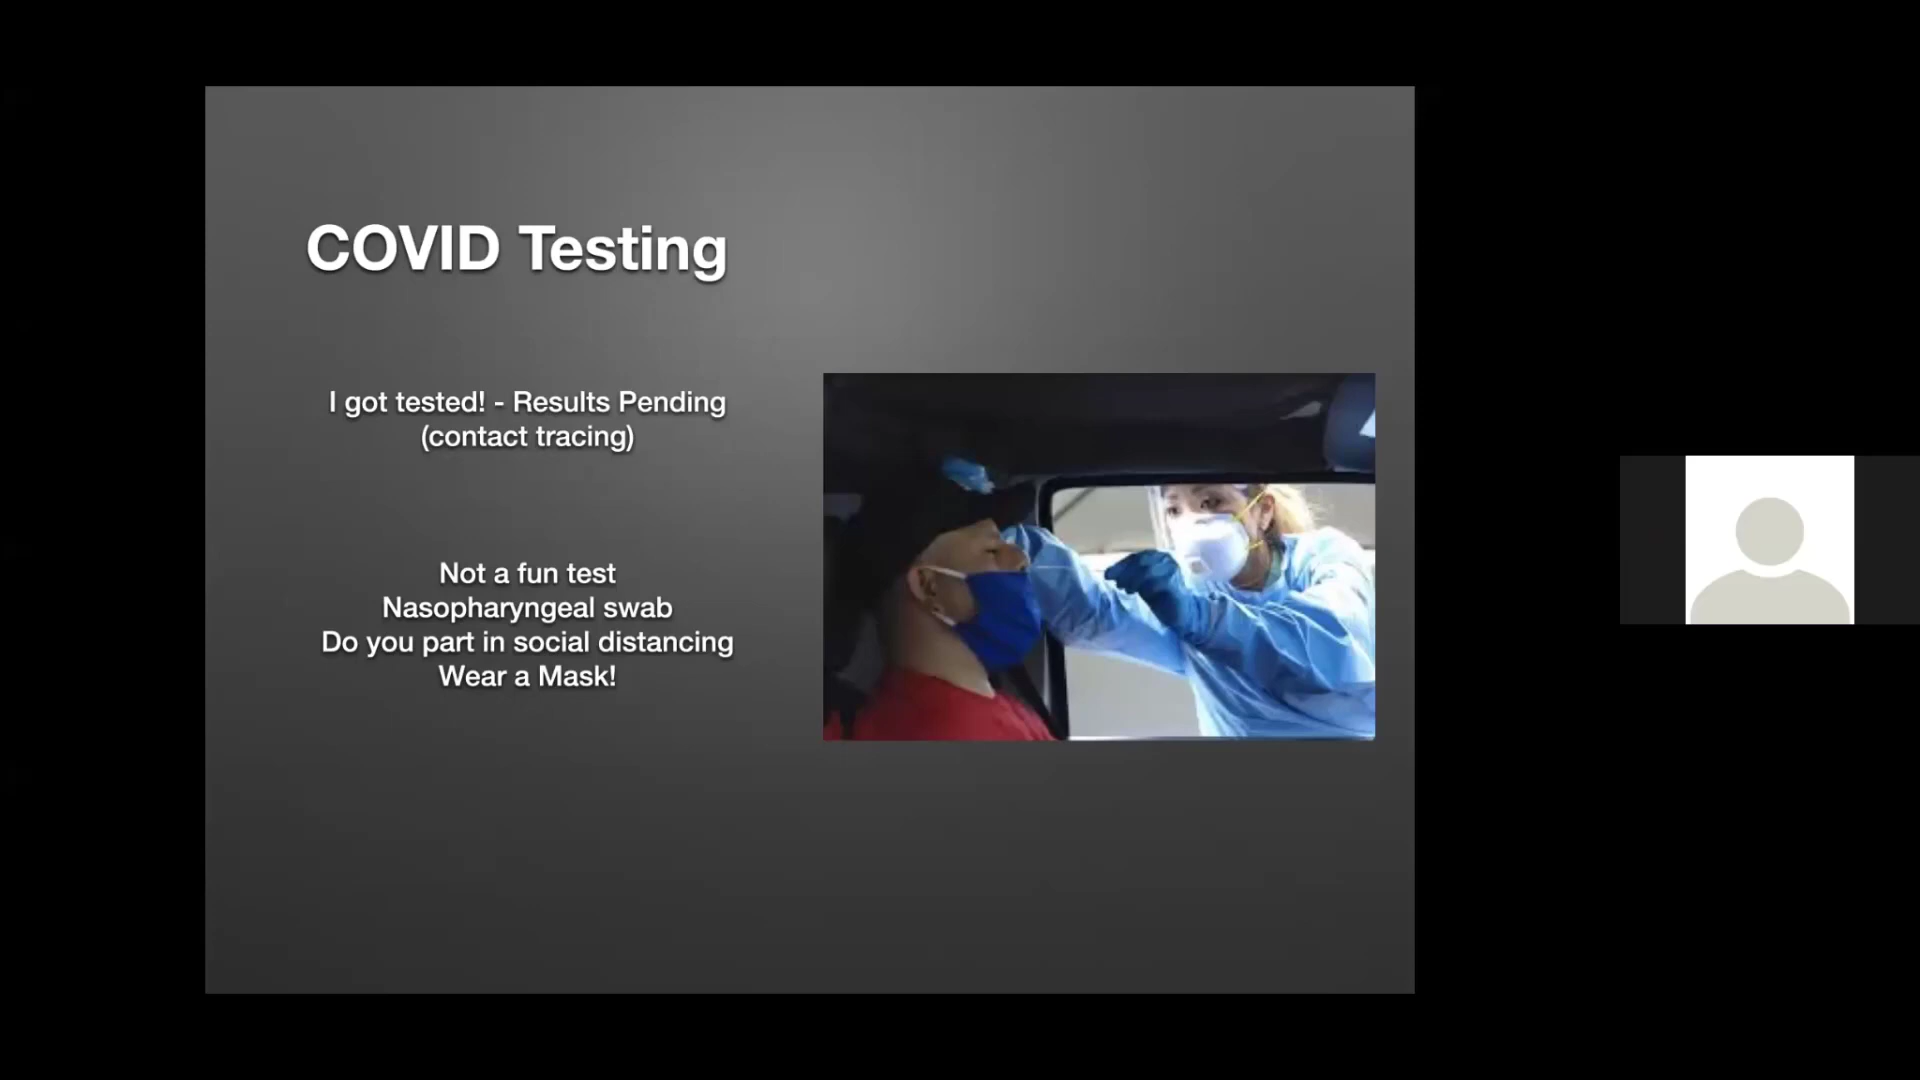 COVID Testing
I got tested! - Results Pending
(contact tracing)
Not a fun test
Nasopharyngeal swab
Do you part in social distancing
Wear a Mask!